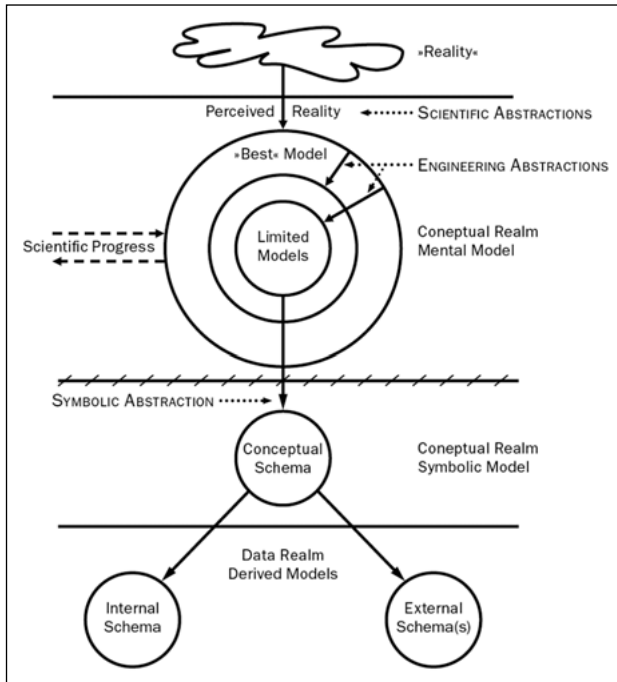 »Reality«
Perceived Reality
SCIENTIFIC ABSTRACTIONS
»Best« Model
ENGINEERING ABSTRACTIONS
Limited
Models
Scientific Progress
Coneptual Realm
Mental Model
SYMBOLIC ABSTRACTION
Conceptual
Schema
Coneptual Realm
Symbolic Model
Data Realm
Derived Models
Internal
Schema
External
Schema(s)